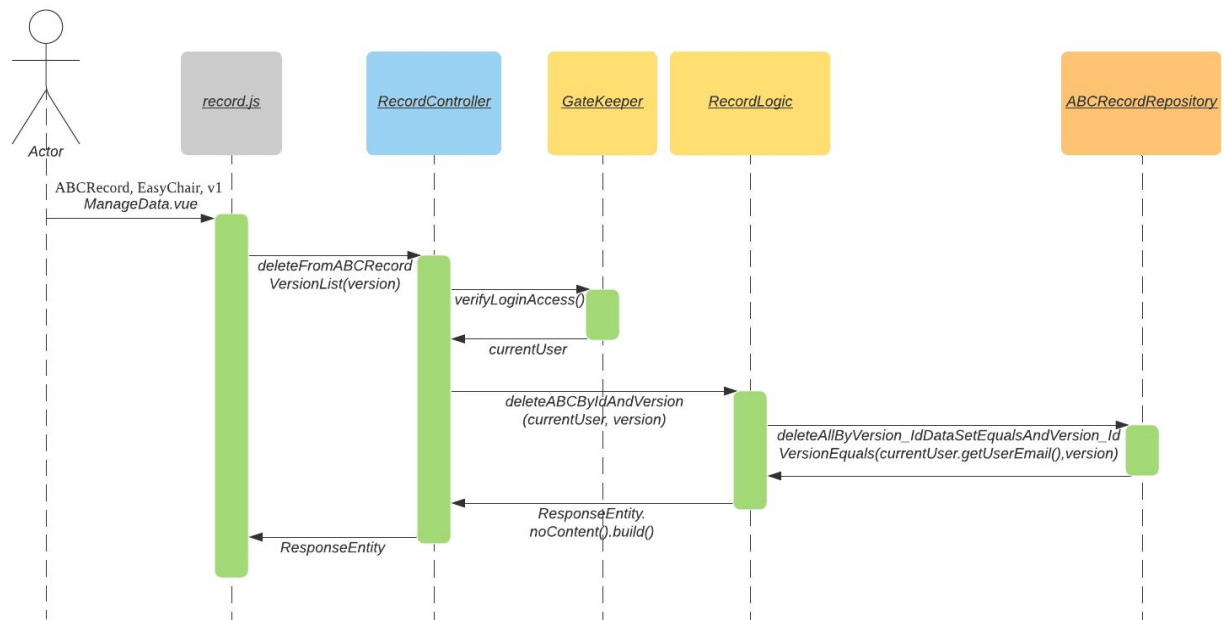 record.js
RecordController
GateKeeper
RecordLogic
ABCRecordRepository
Actor
ABCRecord, EasyChair, v1
ManageData.vue
deleteFromABCRecord
VersionList(version)
verifyLoginAccess()
currentUser
deleteABCByIdAndVersion
(currentUser, version)
deleteAllByVersion_IdDataSetEqualsAndVersion_Id
VersionEquals(currentUser.getUserEmail(),version)
ResponseEntity.
noContent().build()
ResponseEntity